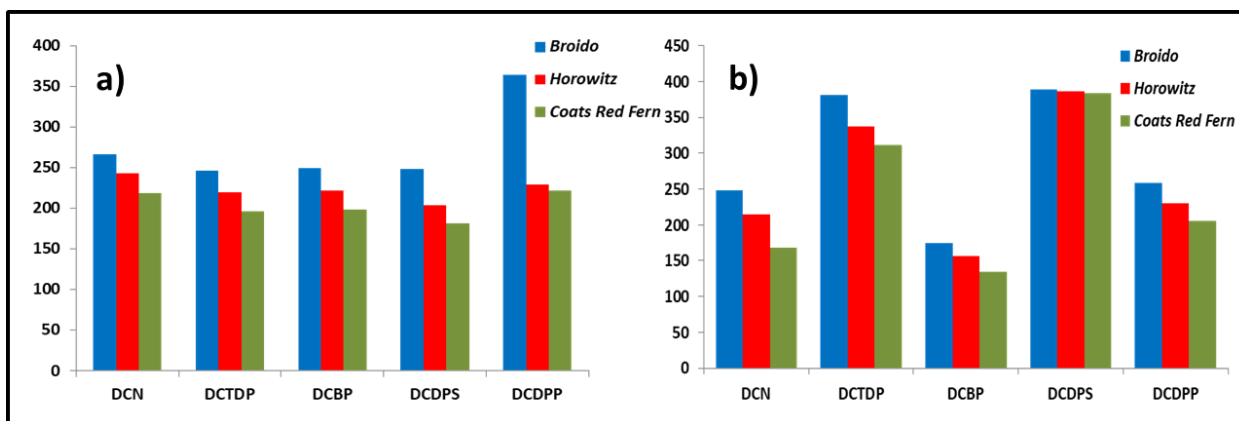 a)
400
350
300
250
200
150
100
50
0
DCN DCTDP DCBP DCDPS DCDPP
Broido
Horowitz
Coats Red Fern
b)
450
400
350
300
250
200
150
100
50
0
DCN DCTDP DCBP DCDPS DCDPP
Broido
Horowitz
Coats Red Fern